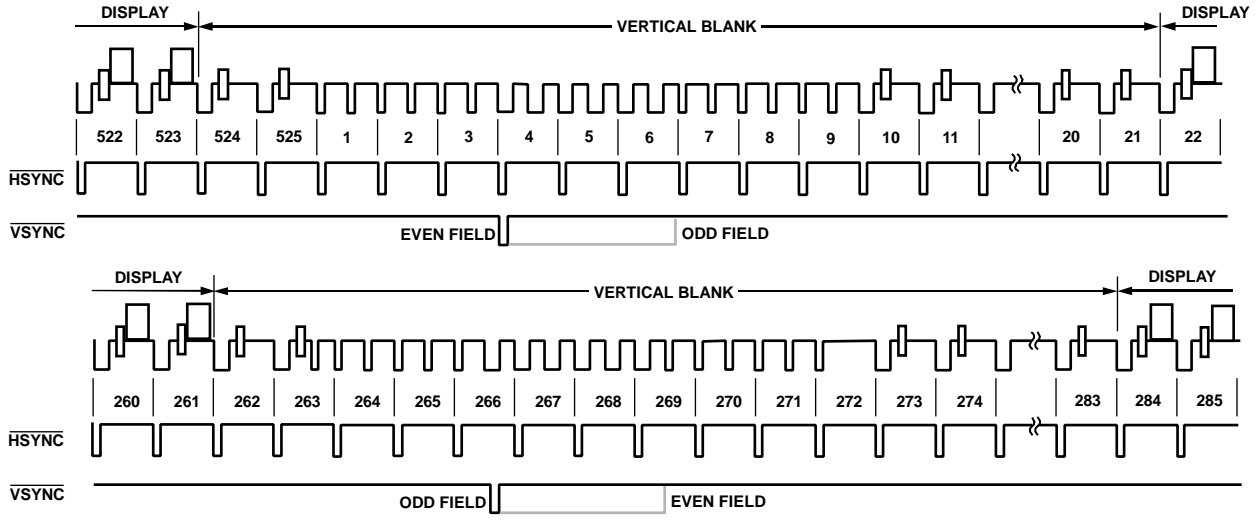 DISPLAY VERTICAL BLANK DISPLAY
522 523 524 525 1 2 3 4 5 6 7 8 9 10 11 20 21 22
HSYNC
VSYNC EVEN FIELD ODD FIELD
DISPLAY VERTICAL BLANK DISPLAY
260 261 262 263 264 265 266 267 268 269 270 271 272 273 274 283 284 285
HSYNC
VSYNC ODD FIELD EVEN FIELD